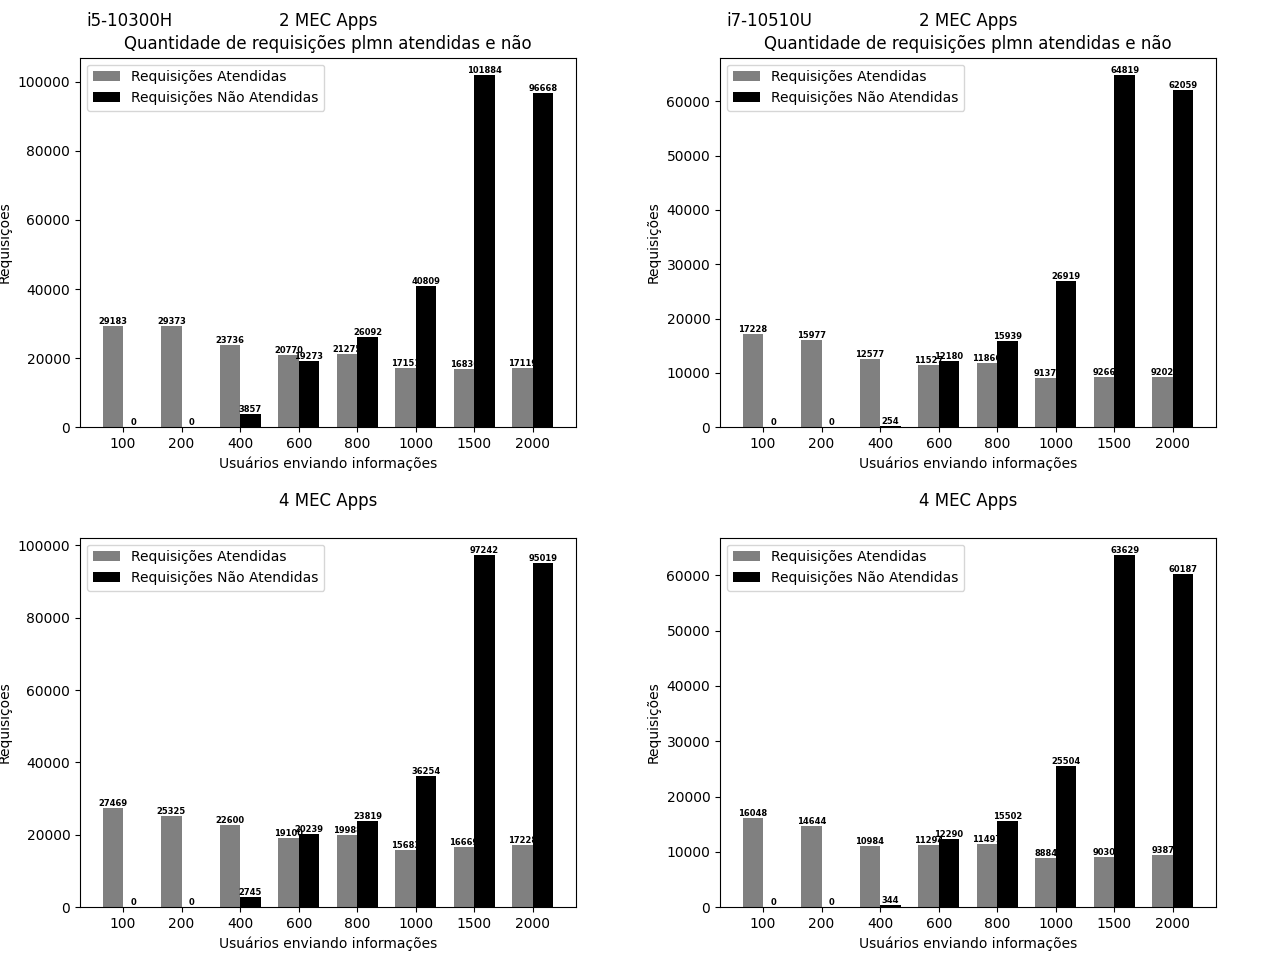 i5-10300H
2 MEC Apps
Quantidade de requisições plmn atendidas e não
Requisições Atendidas
Requisições Não Atendidas
Requisições
100000
80000
60000
40000
20000
0
29183 0
29373 0
23736 3857
20770 19273
26092
40809
101884
96668
100 200 400 600 800 1000 1500 2000
Usuários enviando informações
i7-10510U
2 MEC Apps
Quantidade de requisições plmn atendidas e não
Requisições Atendidas
Requisições Não Atendidas
Requisições
60000
50000
40000
30000
20000
10000
0
17228 0
15977 0
12577 254
12180
15939
9137 26919
9266 64819
9202 62059
100 200 400 600 800 1000 1500 2000
Usuários enviando informações
4 MEC Apps
Requisições Atendidas
Requisições Não Atendidas
Requisições
100000
80000
60000
40000
20000
0
27469 0
25325 0
22600 2745
20239
23819
36254
97242
95019
100 200 400 600 800 1000 1500 2000
Usuários enviando informações
4 MEC Apps
Requisições Atendidas
Requisições Não Atendidas
Requisições
60000
50000
40000
30000
20000
10000
0
16048 0
14644 0
10984 344
12290
15502
8884 25504
9030 63629
9387 60187
100 200 400 600 800 1000 1500 2000
Usuários enviando informações